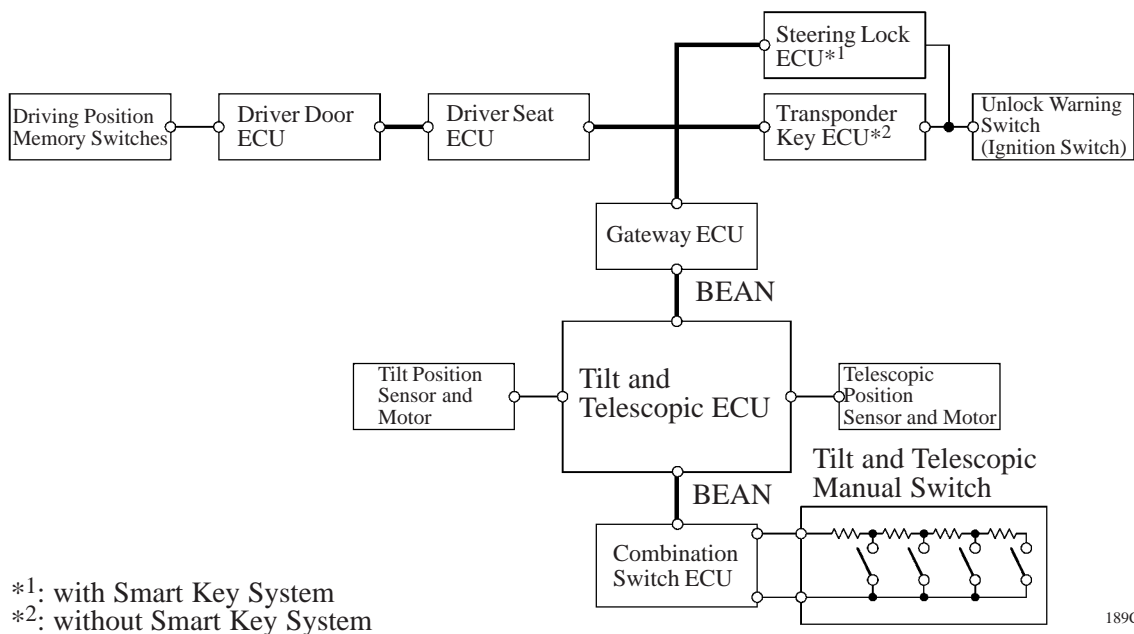 Steering Lock
ECU*1
Driving Position
Memory Switches
Driver Door
ECU
Driver Seat
ECU
Transponder
Key ECU*2
Unlock Warning
Switch
(Ignition Switch)
Gateway ECU
BEAN
Tilt Position
Sensor and
Motor
Tilt and
Telescopic ECU
Telescopic
Position
Sensor and Motor
BEAN
Tilt and Telescopic
Manual Switch
Combination
Switch ECU
*1: with Smart Key System
*2: without Smart Key System